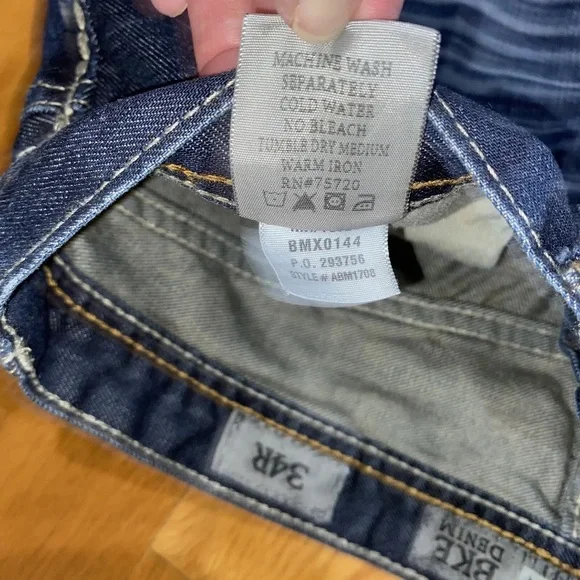 MACHINE WASH
SEPARATELY
COLD WATER
NO BLEACH
TUMBLE DRY MEDIUM
WARM IRON
RN#75720
BMX0144
P.O. 293756
STYLE# ABM1708
34R
BKE
DENIM